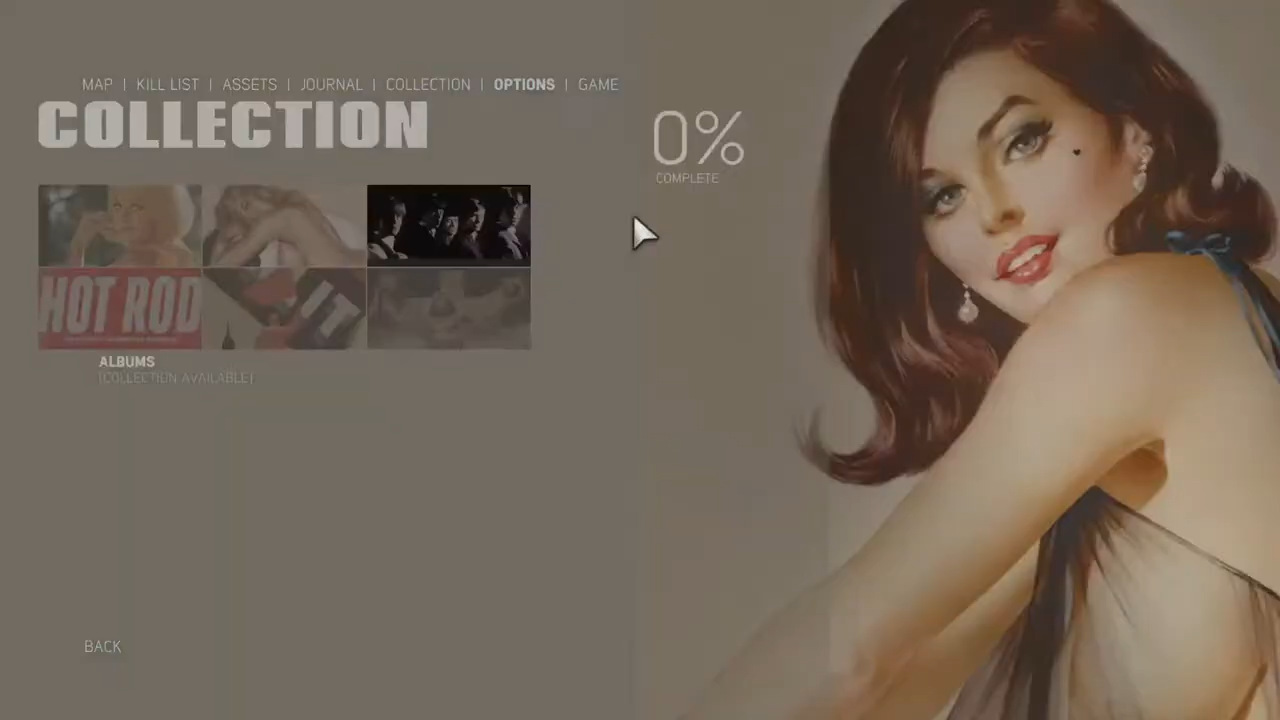 MAP | KILL LIST | ASSETS | JOURNAL | COLLECTION | OPTIONS | GAME
COLLECTION
0%
COMPLETE
HOT ROD
IT
ALBUMS
[COLLECTION AVAILABLE]
BACK